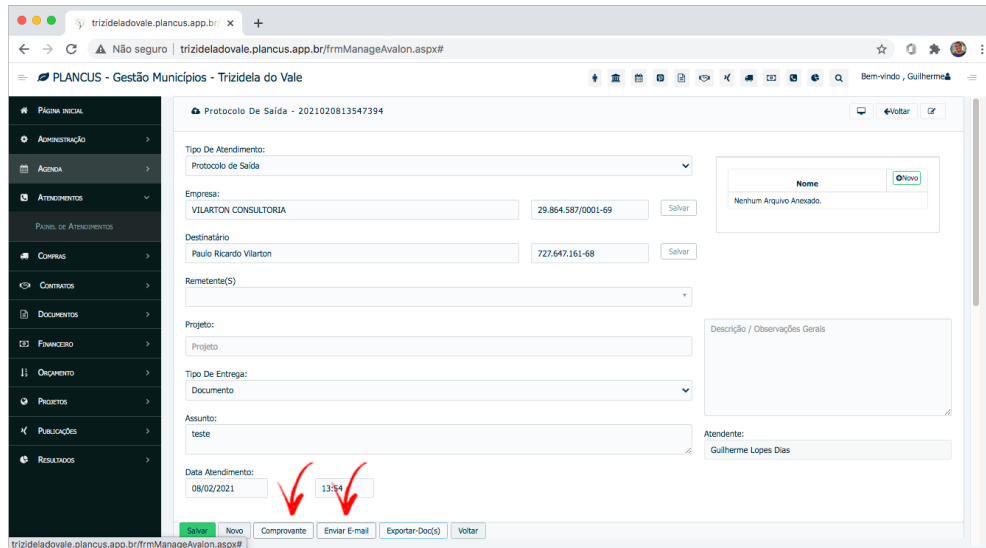 trizideladovale.plancus.app.br/
Não seguro | trizideladovale.plancus.app.br/frmManageAvalon.aspx#
PLANCUS - Gestão Municípios - Trizidela do Vale
Bem-vindo , Guilherme
PÁGINA INICIAL
ADMINISTRAÇÃO
AGENDA
ATENDIMENTOS
PAINEL DE ATENDIMENTOS
COMPRAS
CONTRATOS
DOCUMENTOS
FINANCEIRO
ORÇAMENTO
PROJETOS
PUBLICAÇÕES
RESULTADOS
Protocolo De Saída - 2021020813547394
Voltar
Tipo De Atendimento:
Protocolo de Saída
Empresa:
VILARTON CONSULTORIA 29.864.587/0001-69 Salvar
Destinatário
Paulo Ricardo Vilarton 727.647.161-68 Salvar
Remetente(S)
Projeto:
Projeto
Tipo De Entrega:
Documento
Assunto:
teste
Data Atendimento:
08/02/2021 13:54
Nome Novo
Nenhum Arquivo Anexado.
Descrição / Observações Gerais
Atendente:
Guilherme Lopes Dias
Salvar Novo Comprovante Enviar E-mail Exportar-Doc(s) Voltar
trizideladovale.plancus.app.br/frmManageAvalon.aspx#